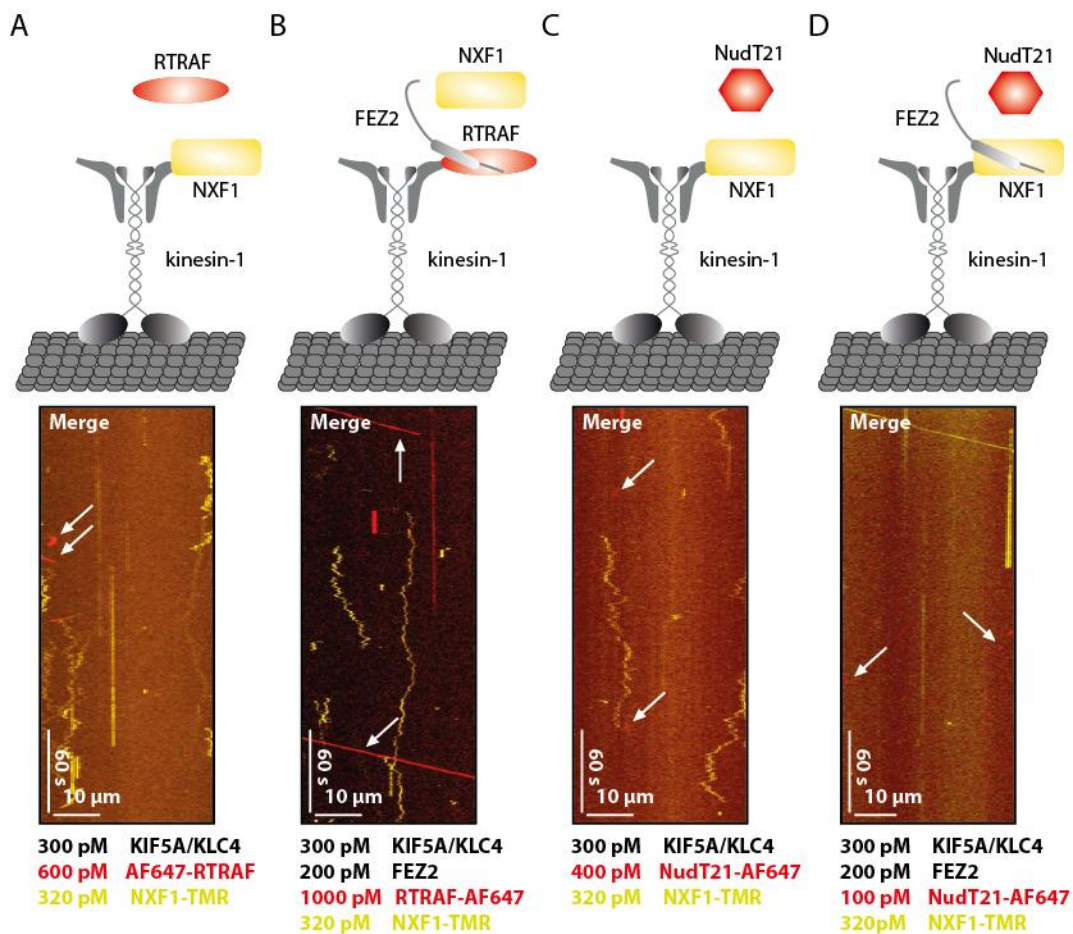 A
B
C
D
RTRAF
NXF1
kinesin-1
NXF1
FEZ2
RTRAF
kinesin-1
NudT21
NXF1
kinesin-1
NudT21
FEZ2
NXF1
kinesin-1
Merge
60 s
10 µm
Merge
60 s
10 µm
Merge
60 s
10 µm
Merge
60 s
10 µm
300 pM KIF5A/KLC4
600 pM AF647-RTRAF
320 pM NXF1-TMR
300 pM KIF5A/KLC4
200 pM FEZ2
1000 pM RTRAF-AF647
320 pM NXF1-TMR
300 pM KIF5A/KLC4
400 pM NudT21-AF647
320 pM NXF1-TMR
300 pM KIF5A/KLC4
200 pM FEZ2
100 pM NudT21-AF647
320pM NXF1-TMR